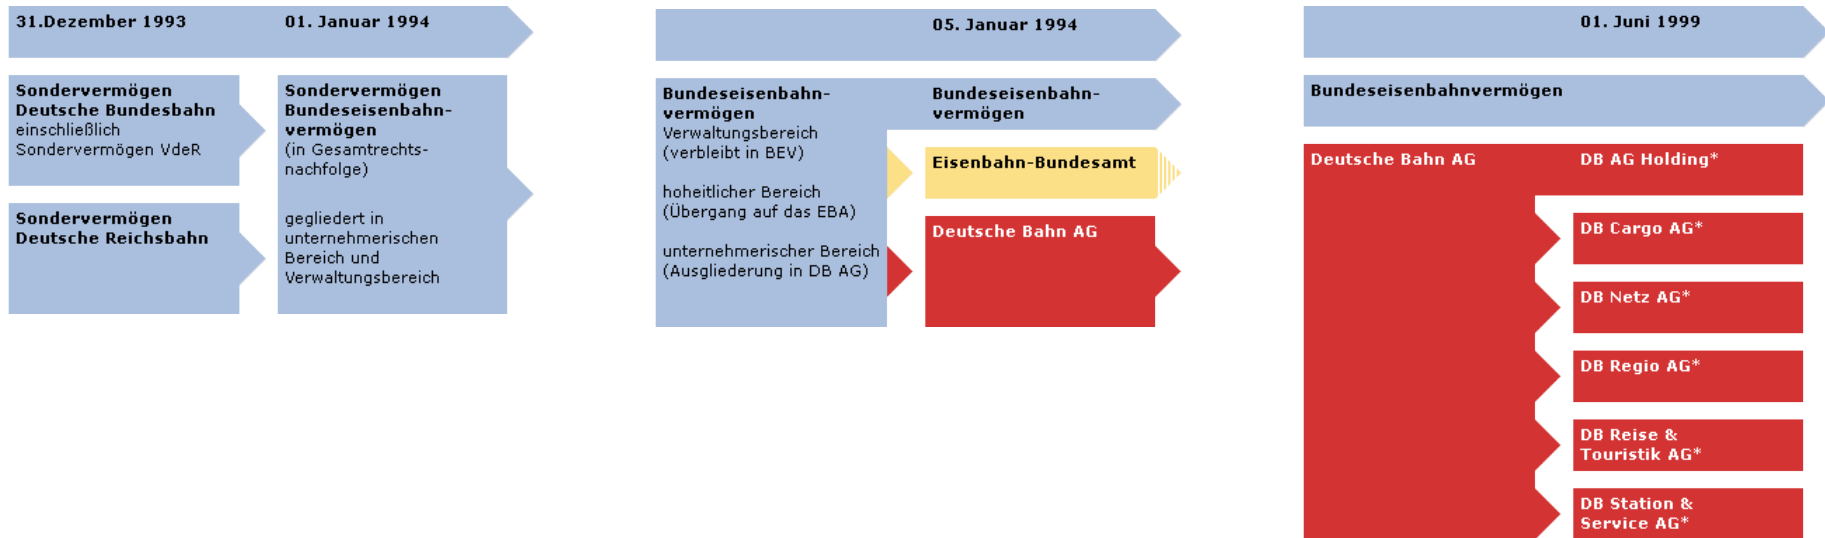 31.Dezember 1993
01. Januar 1994
Sondervermögen
Deutsche Bundesbahn
einschließlich
Sondervermögen VdeR
Sondervermögen
Deutsche Reichsbahn
Sondervermögen
Bundeseisenbahn-
vermögen
(in Gesamtrechts-
nachfolge)
gegliedert in
unternehmerischen
Bereich und
Verwaltungsbereich
05. Januar 1994
Bundeseisenbahn-
vermögen
Verwaltungsbereich
(verbleibt in BEV)
hoheitlicher Bereich
(Übergang auf das EBA)
unternehmerischer Bereich
(Ausgliederung in DB AG)
Bundeseisenbahn-
vermögen
Eisenbahn-Bundesamt
Deutsche Bahn AG
01. Juni 1999
Bundeseisenbahnvermögen
Deutsche Bahn AG
DB AG Holding*
DB Cargo AG*
DB Netz AG*
DB Regio AG*
DB Reise &
Touristik AG*
DB Station &
Service AG*